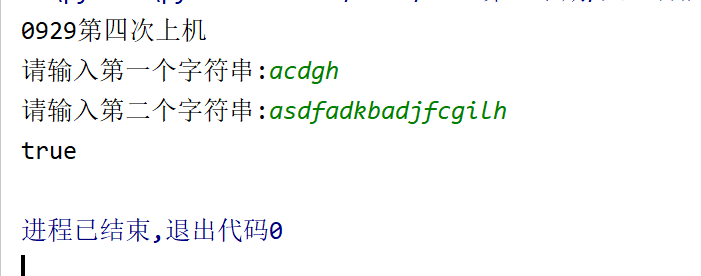 0929第四次上机
请输入第一个字符串:acdgh
请输入第二个字符串:asdfadkbadjfcgilh
true
进程已结束,退出代码0